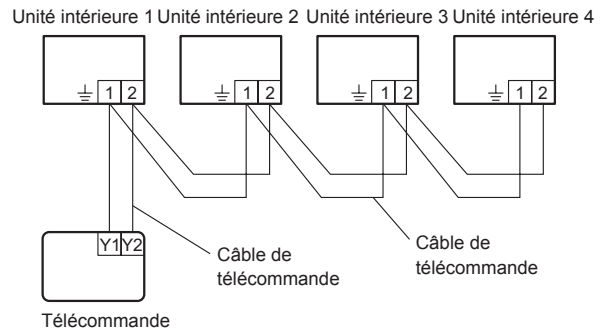 Unité intérieure 1 Unité intérieure 2 Unité intérieure 3 Unité intérieure 4
1 2 1 2 1 2 1 2
Y1 Y2
Câble de
télécommande
Câble de
télécommande
Télécommande